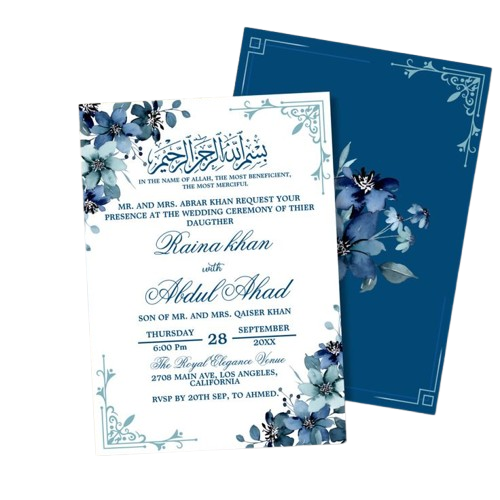 بسم الله الرحمن الرحيم
IN THE NAME OF ALLAH, THE MOST BENEFICIENT,
THE MOST MERCIFUL
MR. AND MRS. ABRAR KHAN REQUEST YOUR
PRESENCE AT THE WEDDING CEREMONY OF THIER
DAUGTHER
Raina khan
with
Abdul Ahad
SON OF MR. AND MRS. QAISER KHAN
THURSDAY 28 SEPTEMBER
6:00 Pm 20XX
The Royal Elegance Venue
2708 MAIN AVE, LOS ANGELES,
CALIFORNIA
RSVP BY 20TH SEP, TO AHMED.